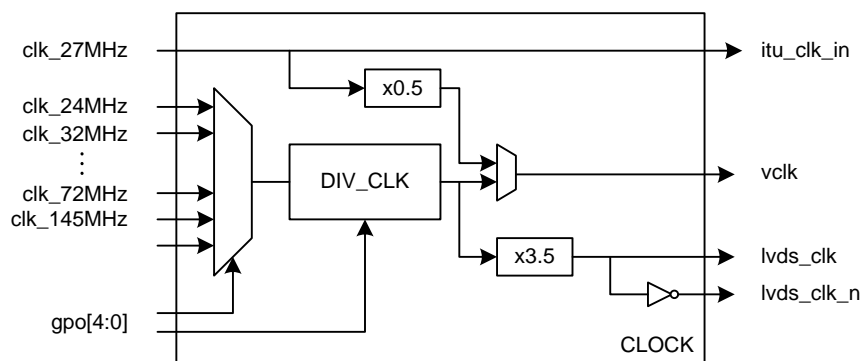 clk_27MHz
itu_clk_in
x0.5
clk_24MHz
clk_32MHz
DIV_CLK
vclk
clk_72MHz
clk_145MHz
x3.5
lvds_clk
lvds_clk_n
gpo[4:0]
CLOCK